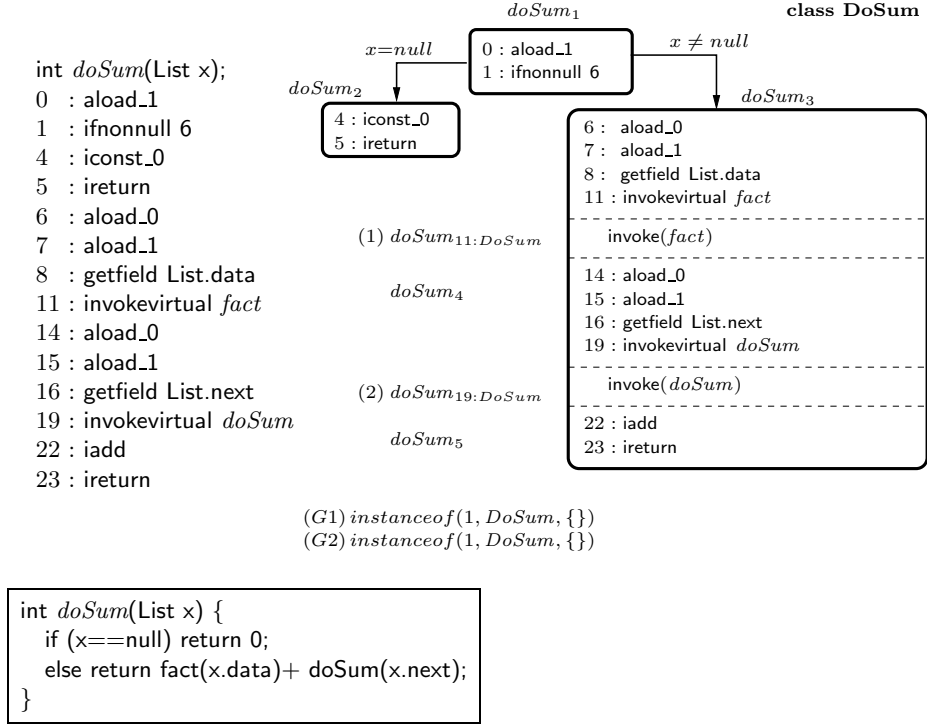 int doSum(List x);
0 : aload_1
1 : ifnonnull 6
4 : iconst_0
5 : ireturn
6 : aload_0
7 : aload_1
8 : getfield List.data
11 : invokevirtual fact
14 : aload_0
15 : aload_1
16 : getfield List.next
19 : invokevirtual doSum
22 : iadd
23 : ireturn
doSum₁
class DoSum
x=null
0 : aload_1
1 : ifnonnull 6
x ≠ null
doSum₂
4 : iconst_0
5 : ireturn
doSum₃
6 : aload_0
7 : aload_1
8 : getfield List.data
11 : invokevirtual fact
(1) doSum₁₁:DoSum
invoke(fact)
doSum₄
14 : aload_0
15 : aload_1
16 : getfield List.next
19 : invokevirtual doSum
(2) doSum₁₉:DoSum
invoke(doSum)
doSum₅
22 : iadd
23 : ireturn
(G1) instanceof(1, DoSum, {})
(G2) instanceof(1, DoSum, {})
int doSum(List x) {
if (x==null) return 0;
else return fact(x.data)+ doSum(x.next);
}